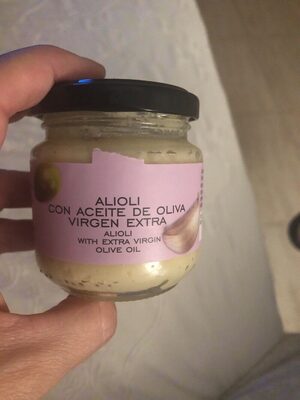 ALIOLI
CON ACEITE DE OLIVA
VIRGEN EXTRA
ALIOLI
WITH EXTRA VIRGIN
OLIVE OIL